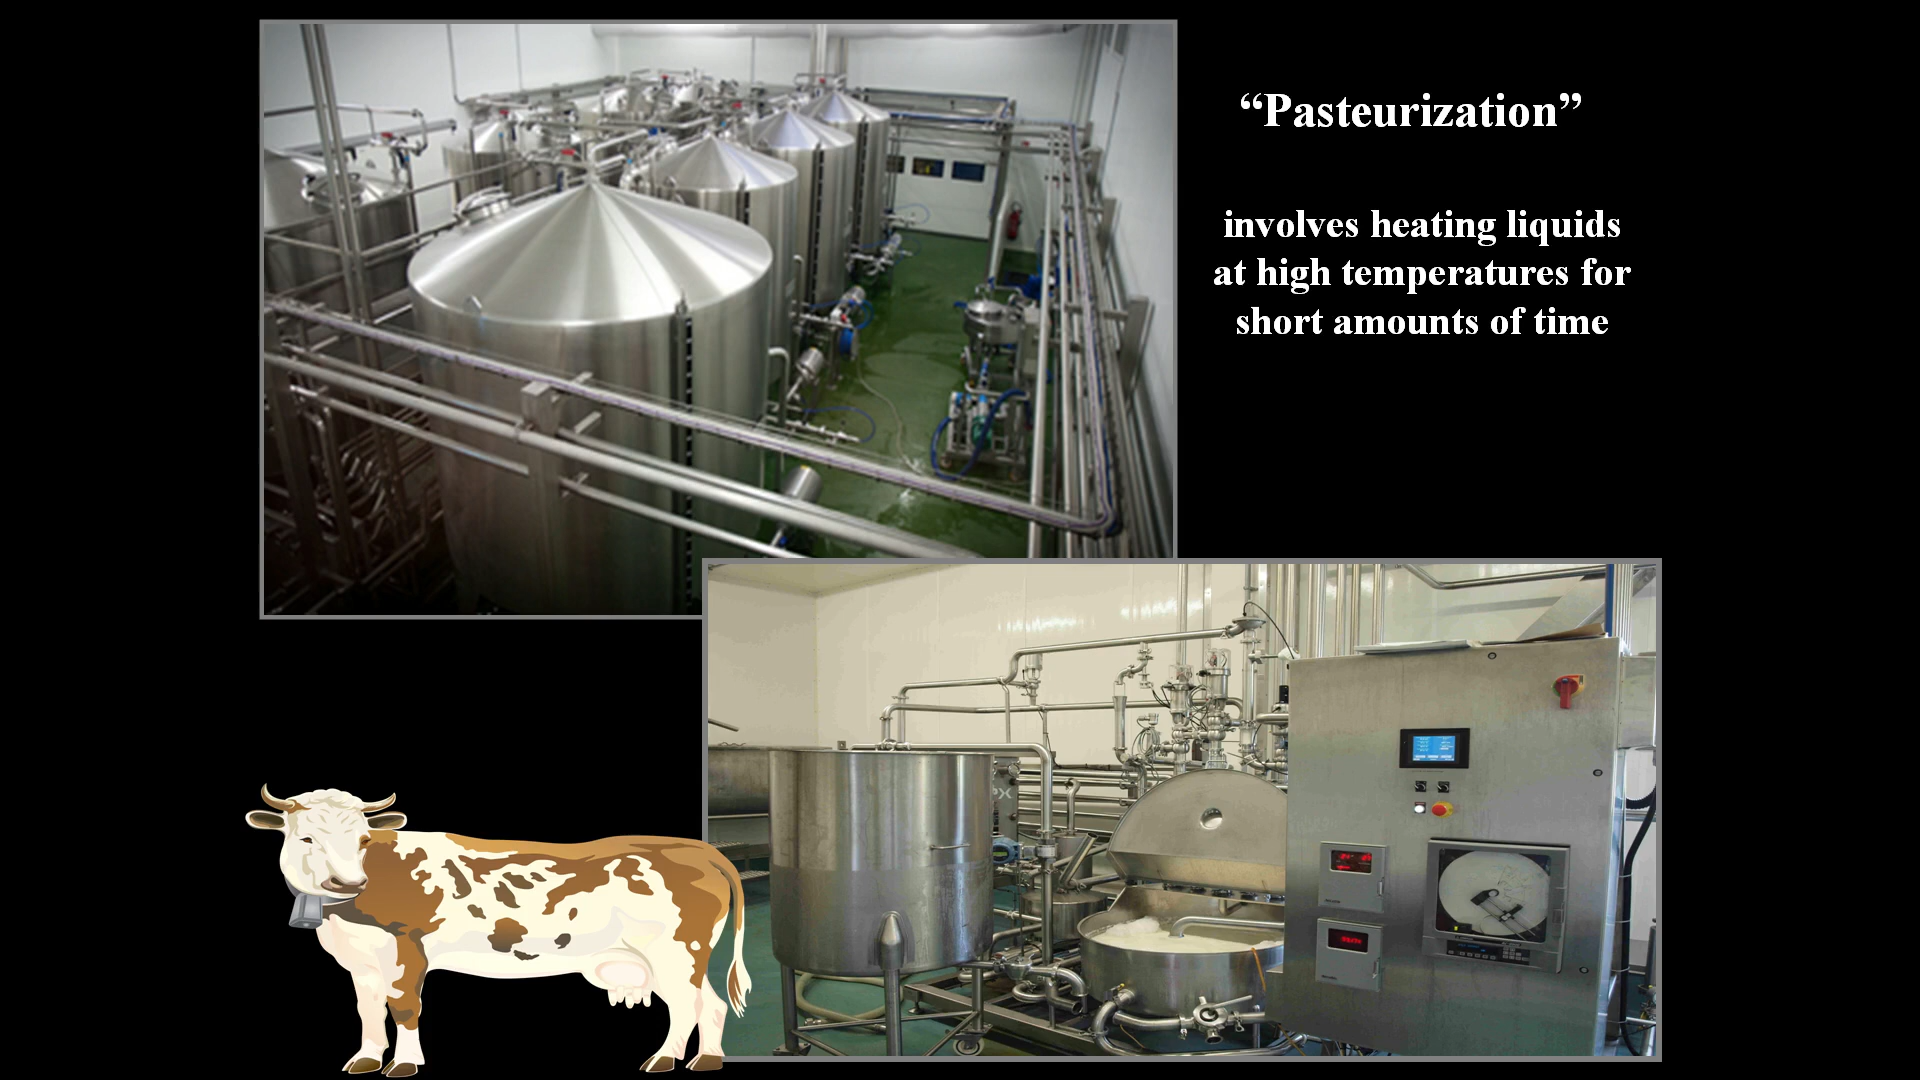 “Pasteurization”
involves heating liquids
at high temperatures for
short amounts of time